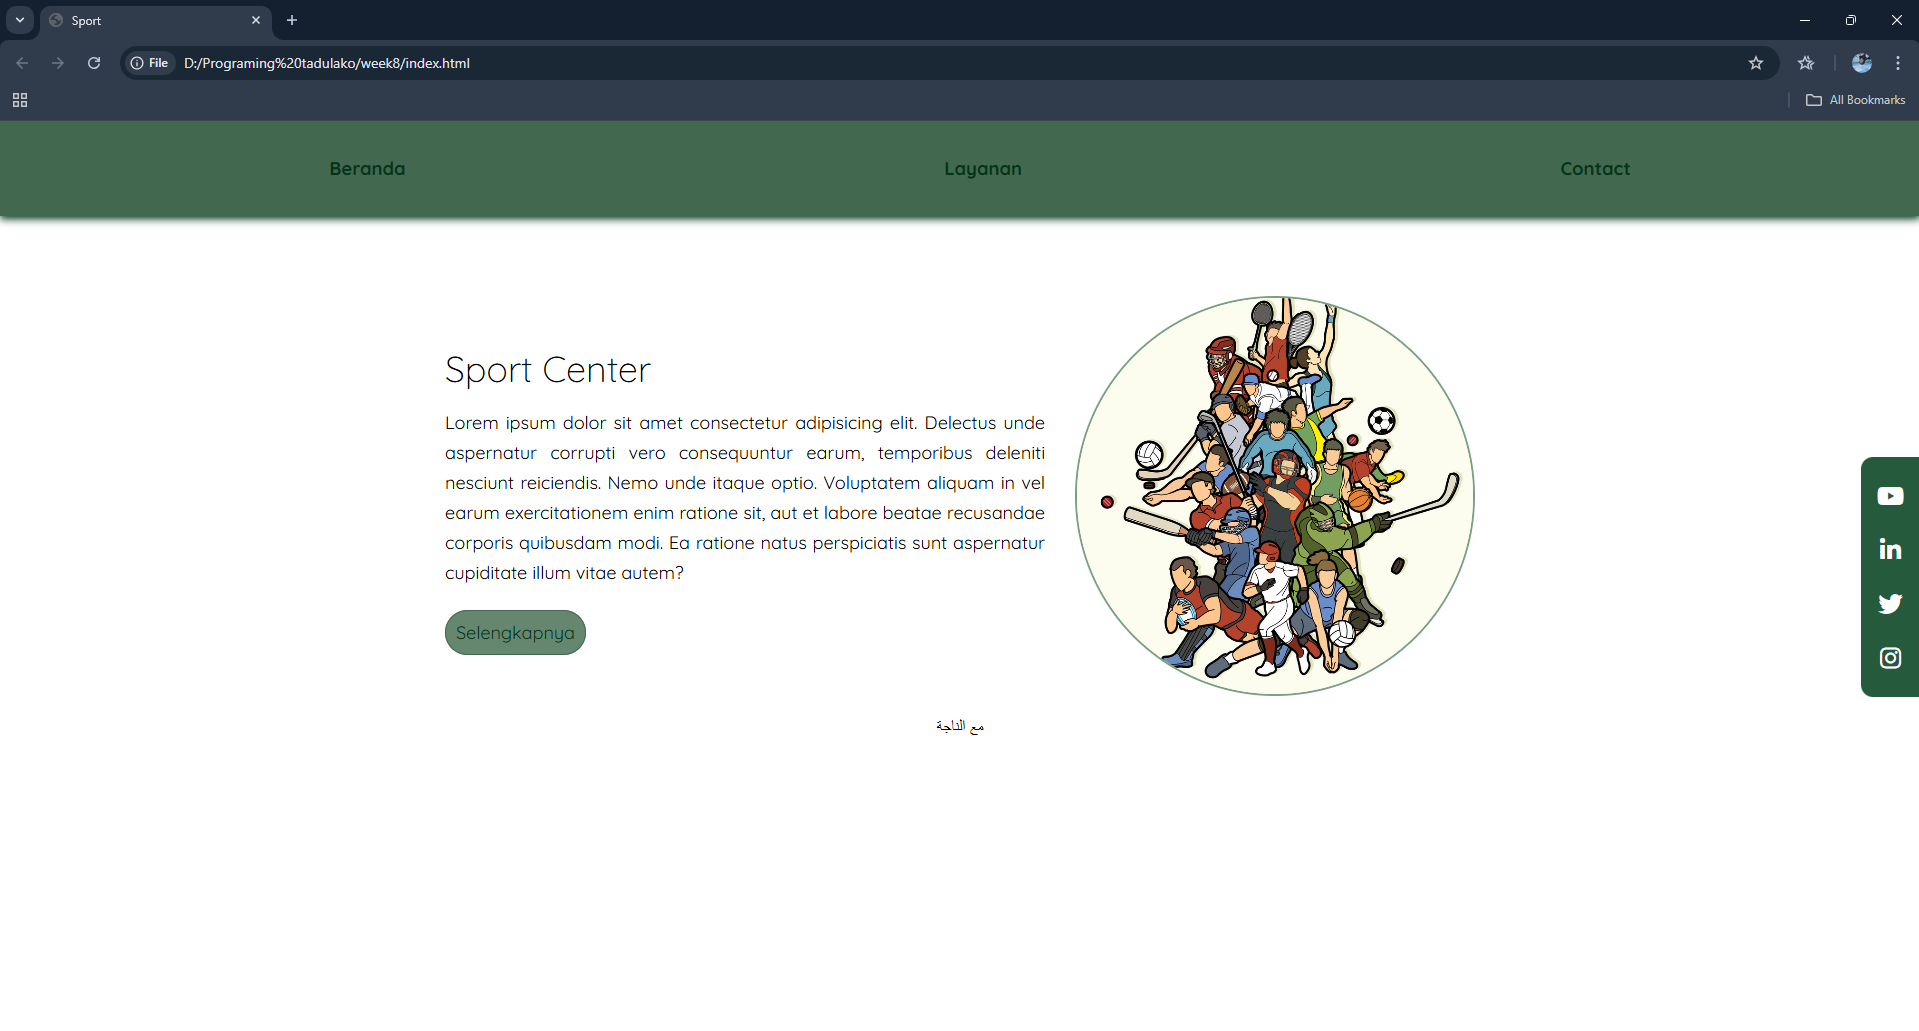 Sport
File
D:/Programing%20tadulako/week8/index.html
All Bookmarks
Beranda
Layanan
Contact
Sport Center
Lorem ipsum dolor sit amet consectetur adipisicing elit. Delectus unde
aspernatur corrupti vero consequuntur earum, temporibus deleniti
nesciunt reiciendis. Nemo unde itaque optio. Voluptatem aliquam in vel
earum exercitationem enim ratione sit, aut et labore beatae recusandae
corporis quibusdam modi. Ea ratione natus perspiciatis sunt aspernatur
cupiditate illum vitae autem?
Selengkapnya
in
مع الناجة